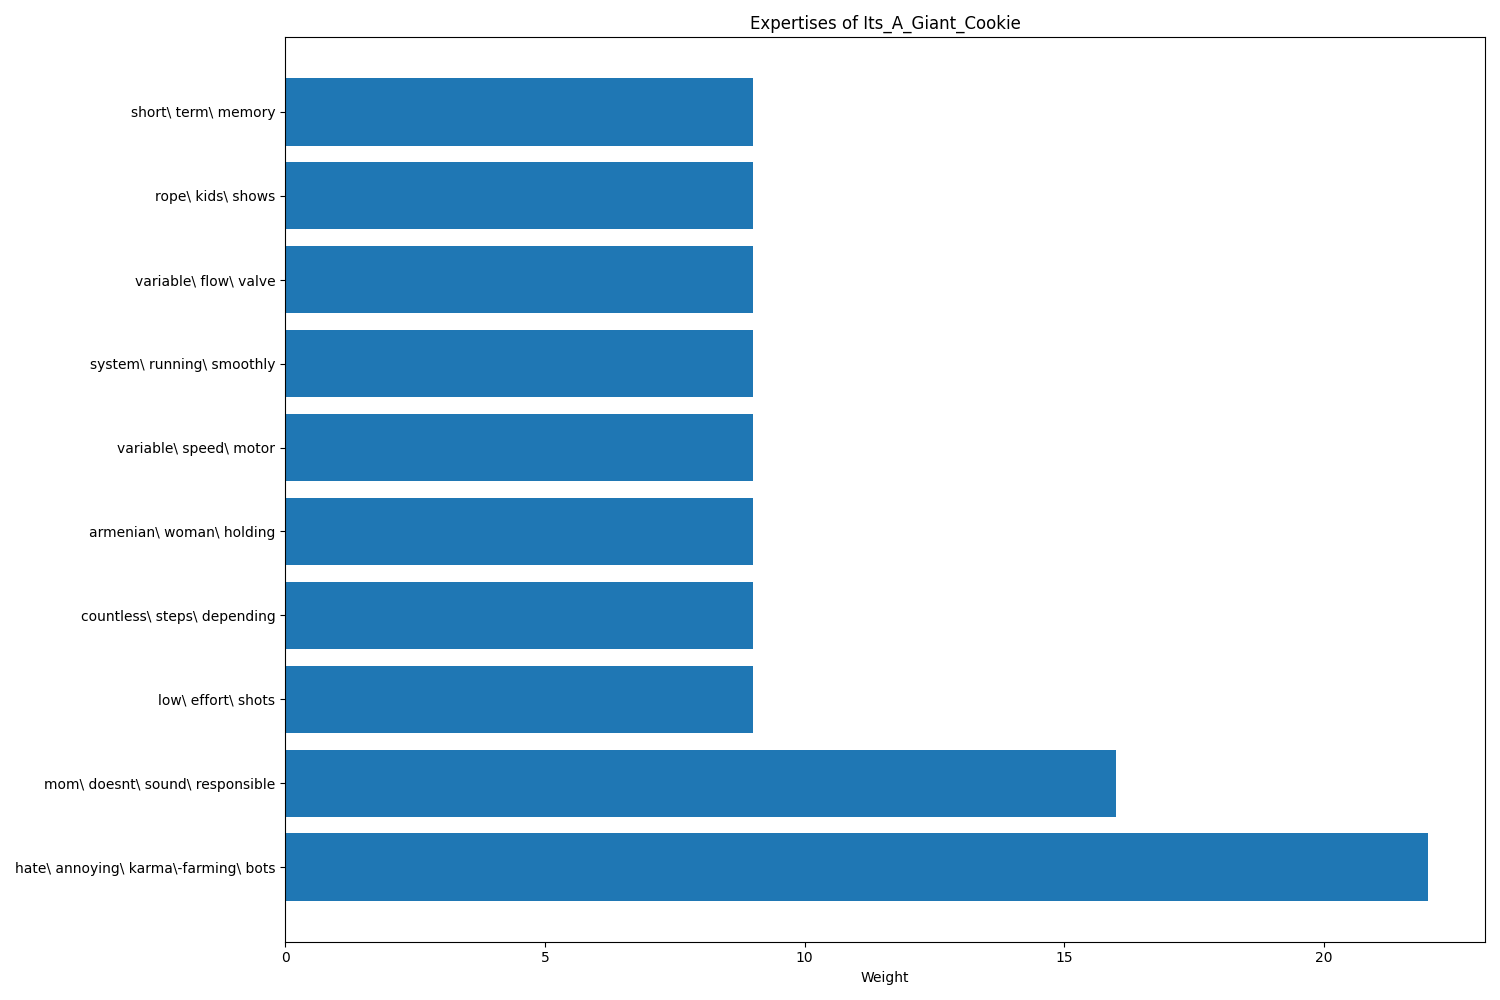 Expertises of Its_A_Giant_Cookie
short\ term\ memory
rope\ kids\ shows
variable\ flow\ valve
system\ running\ smoothly
variable\ speed\ motor
armenian\ woman\ holding
countless\ steps\ depending
low\ effort\ shots
mom\ doesnt\ sound\ responsible
hate\ annoying\ karma\-farming\ bots
0 5 10 15 20
Weight